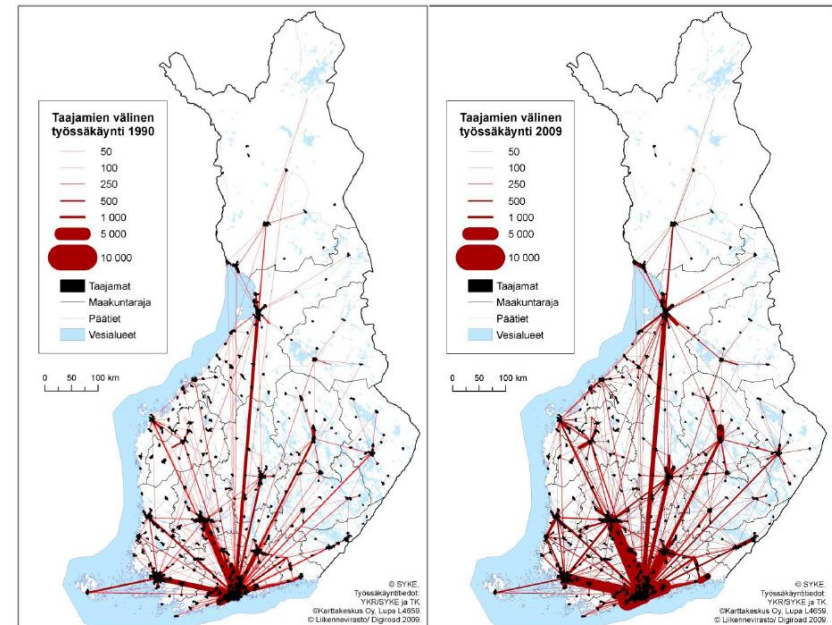 Taajamien välinen
työssäkäynti 1990
50
100
250
500
1 000
5 000
10 000
Taajamat
Maakuntaraja
Päätiet
Vesialueet
0 50 100 km
© SYKE.
Työssäkäyntitiedot:
YKR/SYKE ja TK.
©Karttakeskus Oy, Lupa L4659.
© Liikennevirasto/ Digiroad 2009.
Taajamien välinen
työssäkäynti 2009
50
100
250
500
1 000
5 000
10 000
Taajamat
Maakuntaraja
Päätiet
Vesialueet
0 50 100 km
© SYKE.
Työssäkäyntitiedot:
YKR/SYKE ja TK.
©Karttakeskus Oy, Lupa L4659.
© Liikennevirasto/ Digiroad 2009.